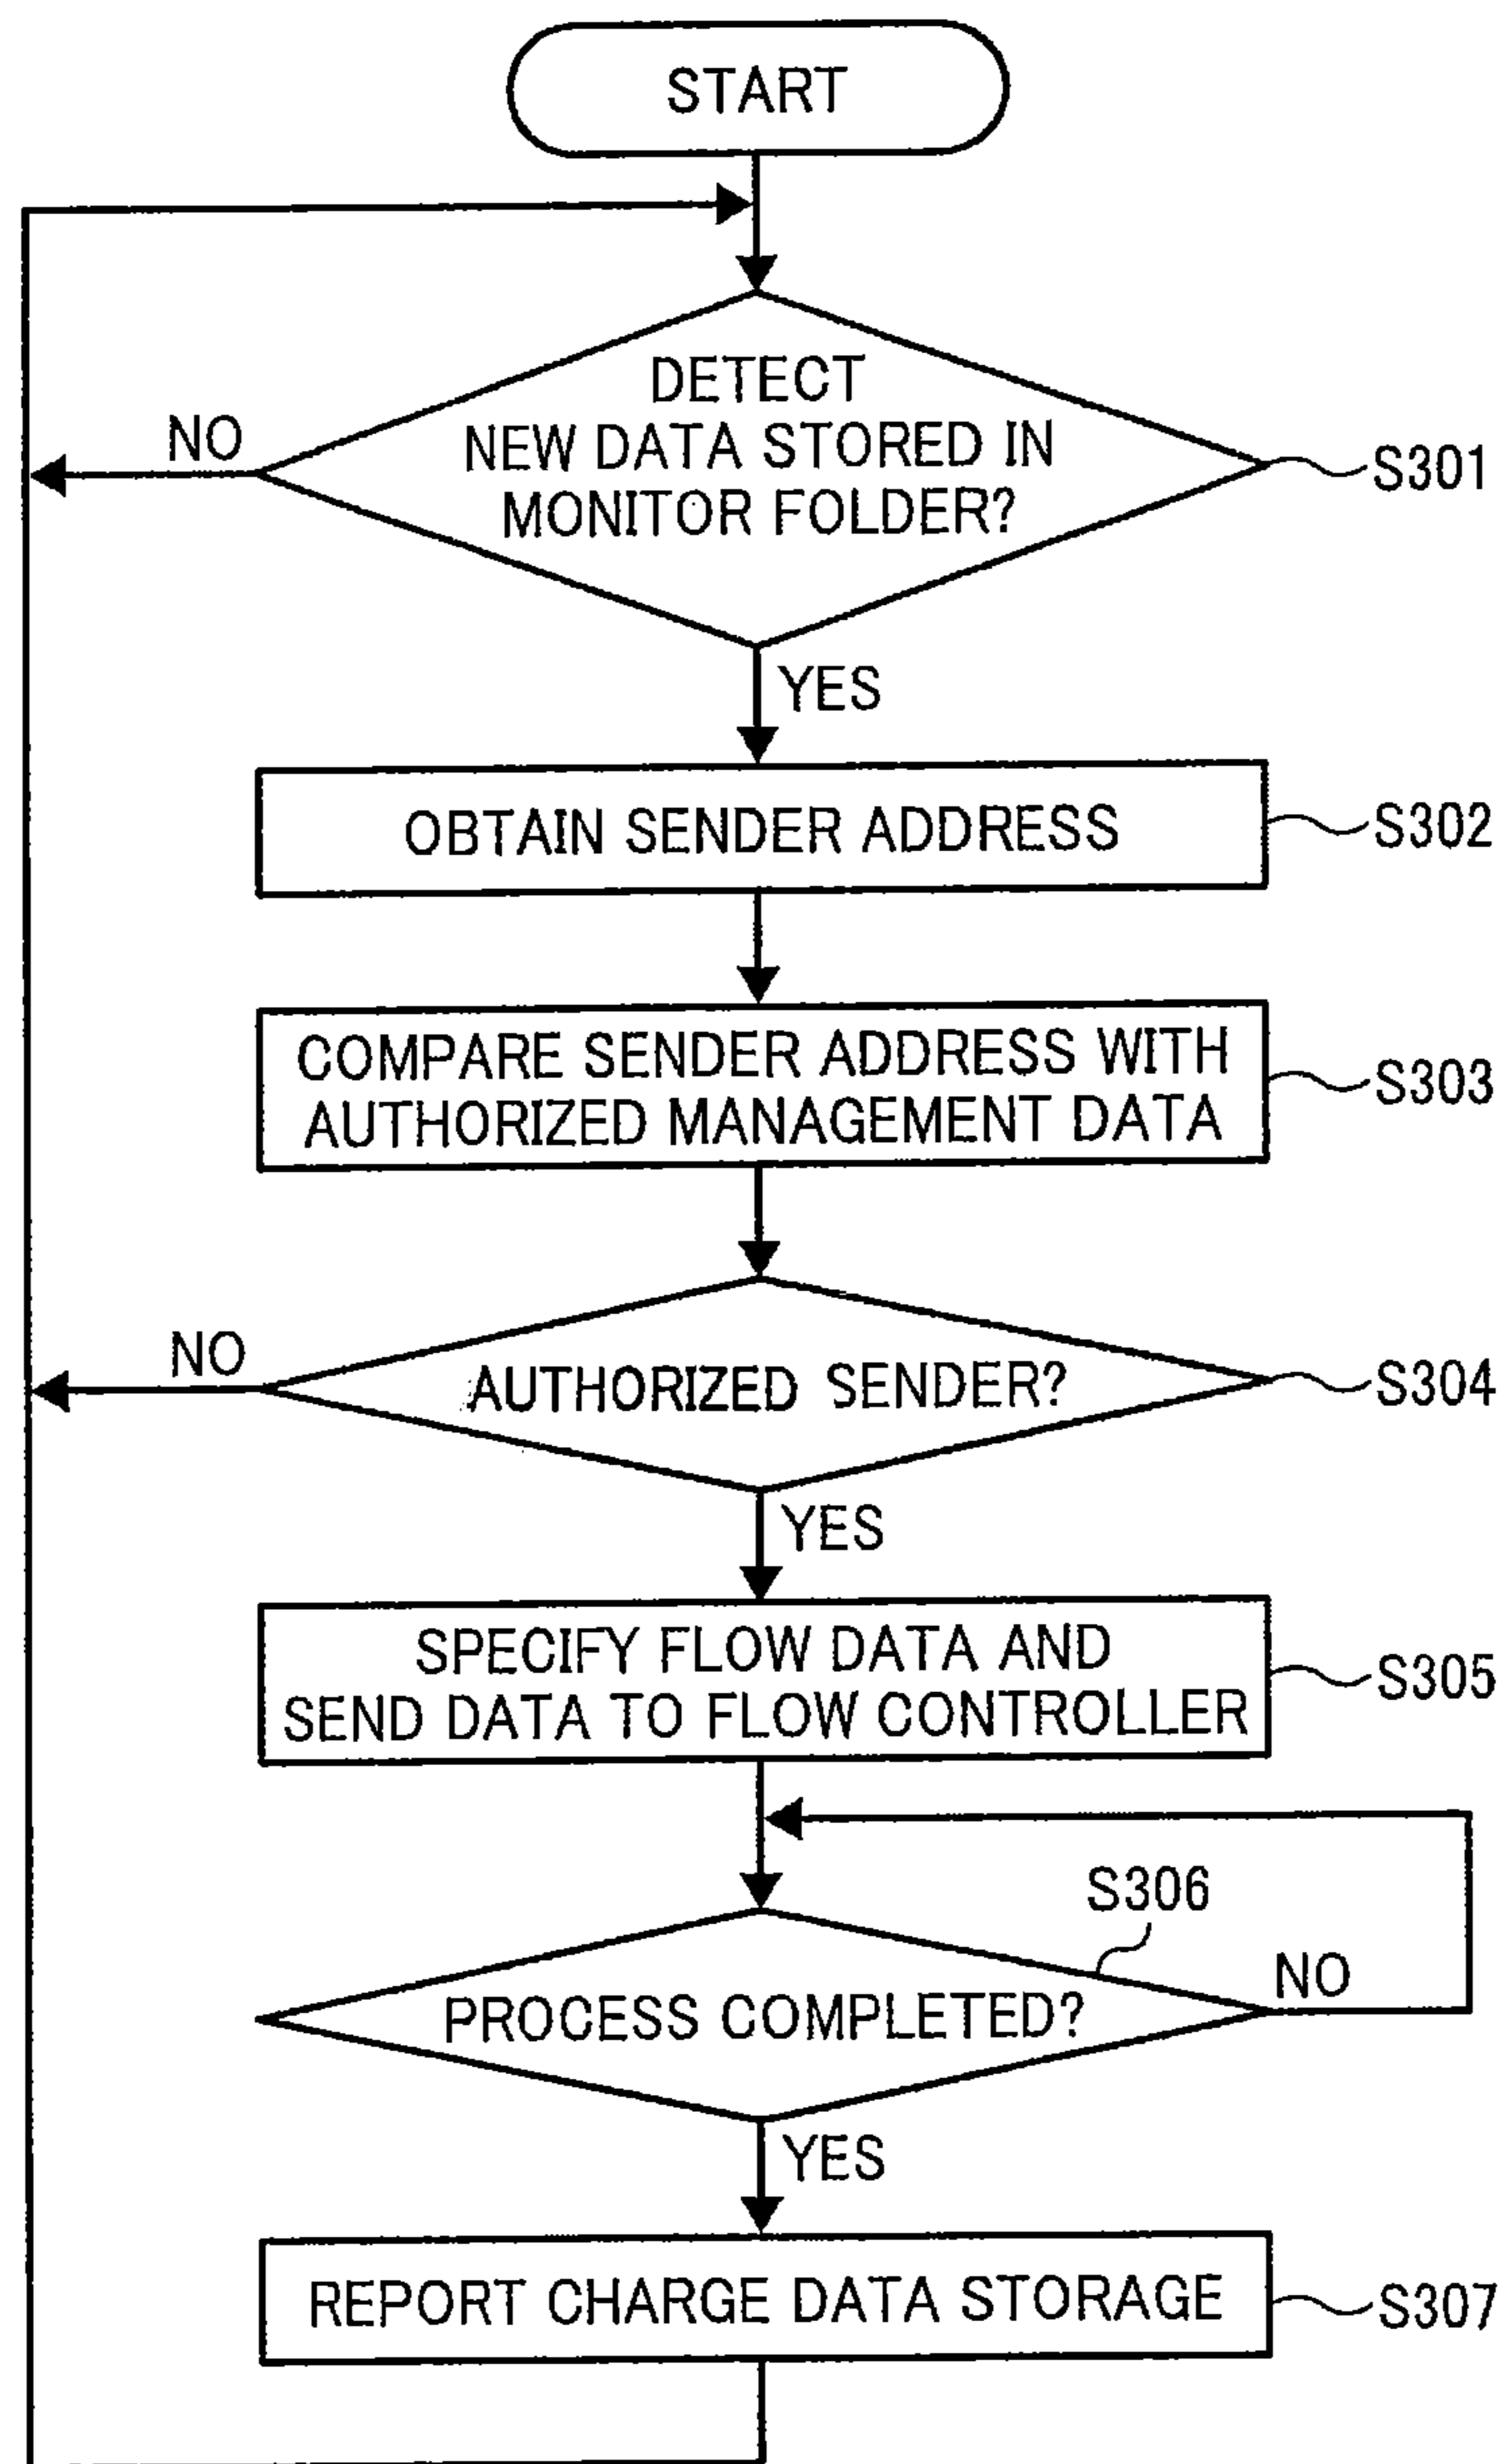 START
DETECT
NEW DATA STORED IN
MONITOR FOLDER?
NO
S301
YES
OBTAIN SENDER ADDRESS
S302
COMPARE SENDER ADDRESS WITH
AUTHORIZED MANAGEMENT DATA
S303
NO
AUTHORIZED SENDER?
S304
YES
SPECIFY FLOW DATA AND
SEND DATA TO FLOW CONTROLLER
S305
S306
NO
PROCESS COMPLETED?
YES
REPORT CHARGE DATA STORAGE
S307